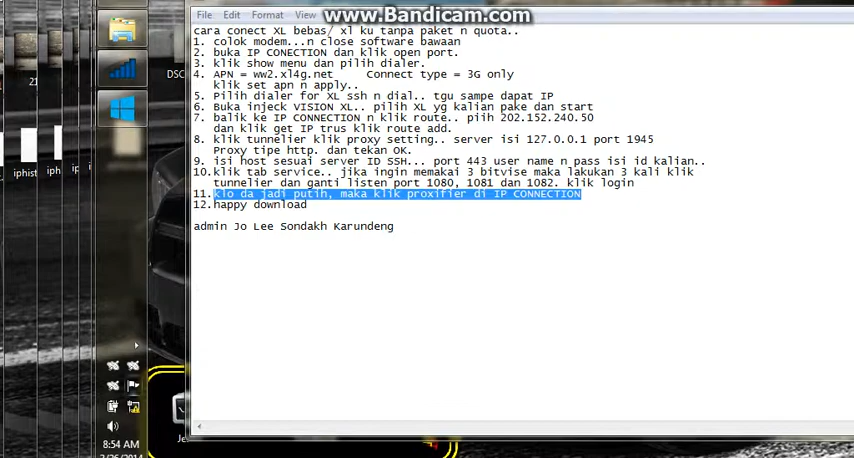 www.Bandicam.com
File Edit Format View
cara conect XL bebas/ xl ku tanpa paket n quota..
1. colok modem...n close software bawaan
2. buka IP CONECTION dan klik open port.
3. klik show menu dan pilih dialer.
4. APN = ww2.xl4g.net Connect type = 3G only
klik set apn n apply..
5. Pilih dialer for XL ssh n dial.. tgu sampe dapat IP
6. Buka injeck VISION XL.. pilih XL yg kalian pake dan start
7. balik ke IP CONNECTION n klik route.. piih 202.152.240.50
dan klik get IP trus klik route add.
8. klik tunnelier klik proxy setting.. server isi 127.0.0.1 port 1945
Proxy tipe http. dan tekan OK.
9. isi host sesuai server ID SSH... port 443 user name n pass isi id kalian..
10. klik tab service.. jika ingin memakai 3 bitvise maka lakukan 3 kali klik
tunnelier dan ganti listen port 1080, 1081 dan 1082. klik login
11. klo da jadi putih, maka klik proxifier di IP CONNECTION
12. happy download
admin Jo Lee Sondakh Karundeng
DSC
21
iphist
8:54 AM